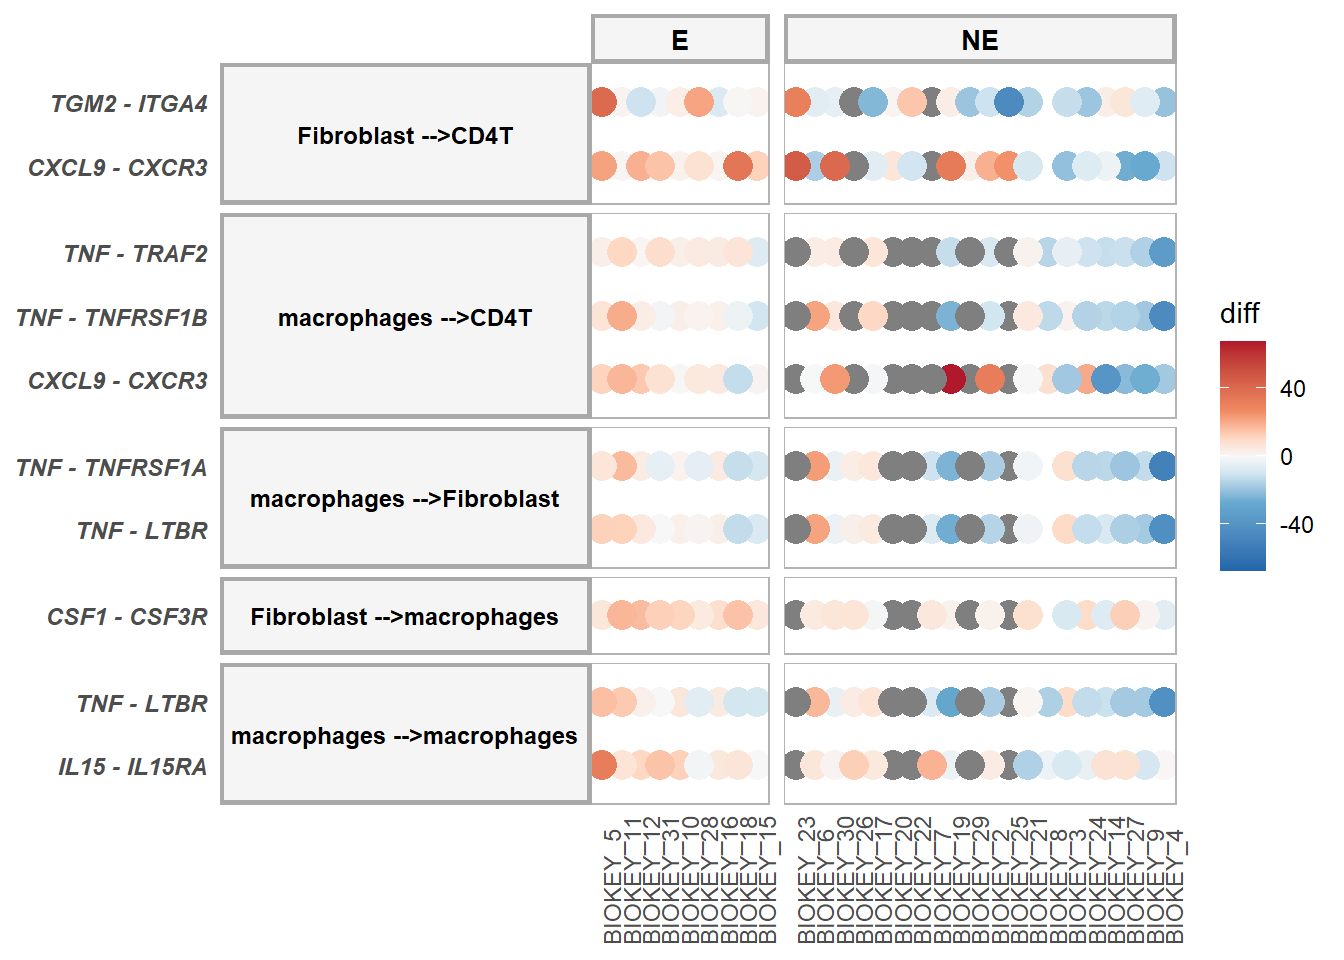 E
NE
TGM2 - ITGA4
CXCL9 - CXCR3
Fibroblast -->CD4T
TNF - TRAF2
TNF - TNFRSF1B
CXCL9 - CXCR3
macrophages -->CD4T
TNF - TNFRSF1A
TNF - LTBR
macrophages -->Fibroblast
CSF1 - CSF3R
Fibroblast -->macrophages
TNF - LTBR
IL15 - IL15RA
macrophages -->macrophages
BIOKEY_5
BIOKEY_11
BIOKEY_12
BIOKEY_31
BIOKEY_10
BIOKEY_28
BIOKEY_16
BIOKEY_18
BIOKEY_15
BIOKEY_23
BIOKEY_6
BIOKEY_30
BIOKEY_26
BIOKEY_17
BIOKEY_20
BIOKEY_22
BIOKEY_7
BIOKEY_19
BIOKEY_29
BIOKEY_2
BIOKEY_25
BIOKEY_21
BIOKEY_8
BIOKEY_3
BIOKEY_24
BIOKEY_14
BIOKEY_27
BIOKEY_9
BIOKEY_4
diff
40
0
-40